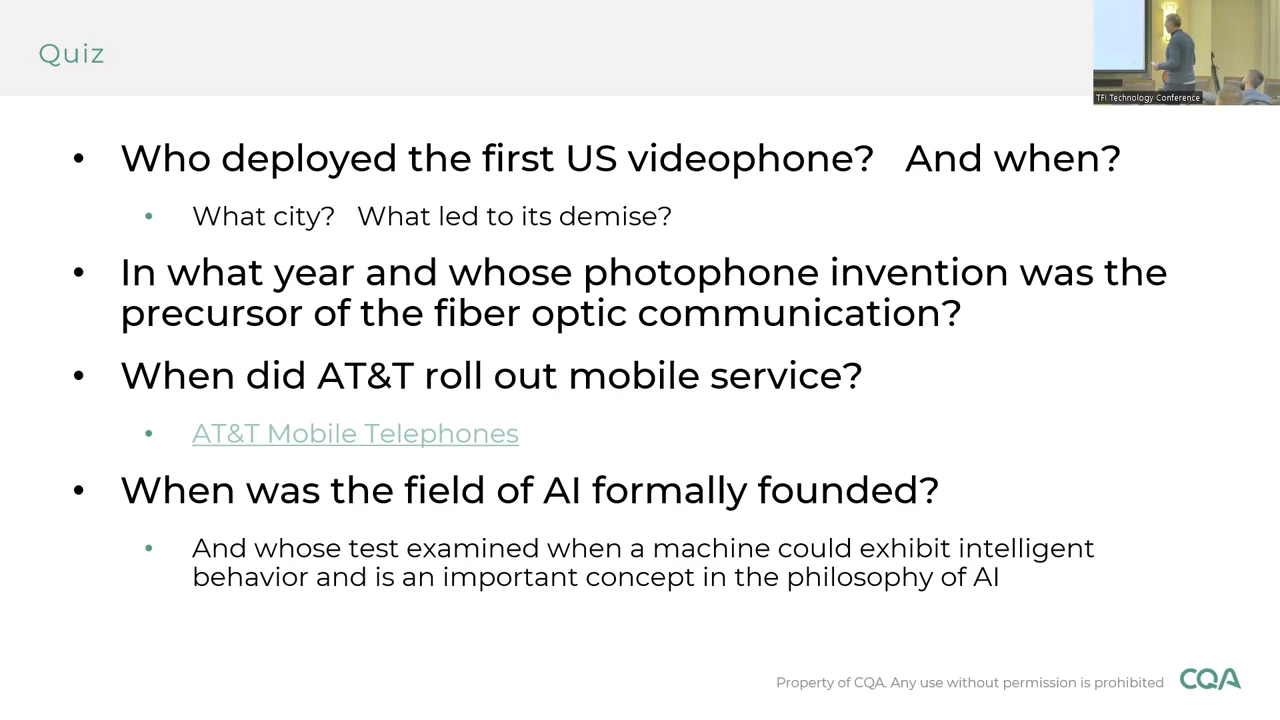 Quiz
TFI Technology Conference
• Who deployed the first US videophone? And when?
• What city? What led to its demise?
• In what year and whose photophone invention was the
precursor of the fiber optic communication?
• When did AT&T roll out mobile service?
• AT&T Mobile Telephones
• When was the field of AI formally founded?
• And whose test examined when a machine could exhibit intelligent
behavior and is an important concept in the philosophy of AI
Property of CQA. Any use without permission is prohibited
CQA